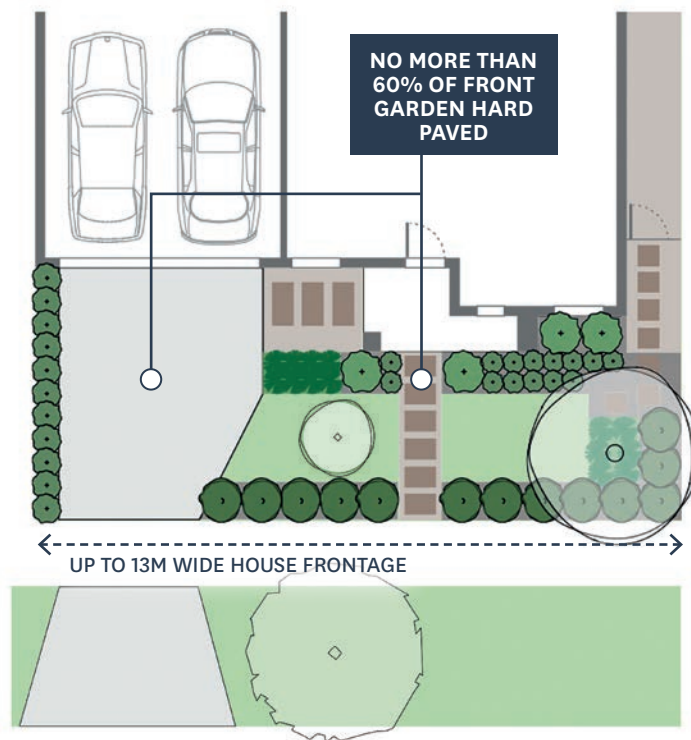 NO MORE THAN
60% OF FRONT
GARDEN HARD
PAVED
UP TO 13M WIDE HOUSE FRONTAGE